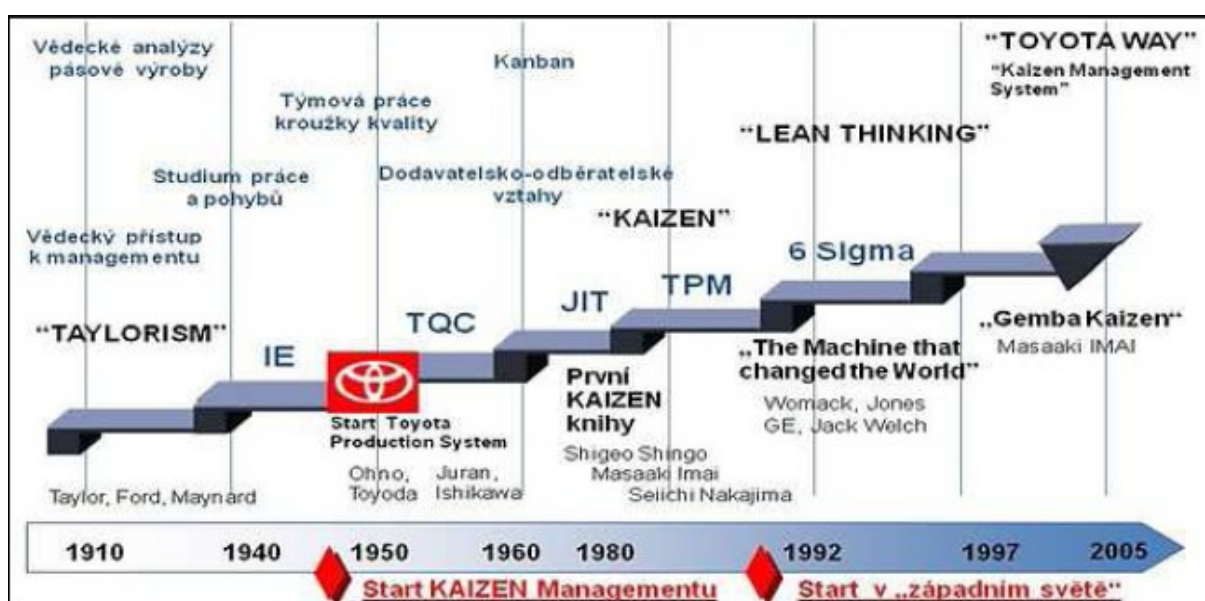 Vědecké analýzy
pásové výroby
Kanban
“TOYOTA WAY”
“Kaizen Management
System”
Týmová práce
kroužky kvality
“LEAN THINKING”
Studium práce
a pohybů
Dodavatelsko-odběratelské
vztahy
“KAIZEN”
Vědecký přístup
k managementu
6 Sigma
TPM
JIT
TQC
IE
“TAYLORISM”
„Gemba Kaizen“
Masaaki IMAI
„The Machine that
changed the World”
Womack, Jones
GE, Jack Welch
První
KAIZEN
knihy
Shigeo Shingo
Masaaki Imai
Seiichi Nakajima
Start Toyota
Production System
Ohno,
Toyoda
Juran,
Ishikawa
Taylor, Ford, Maynard
1910 1940 1950 1960 1980 1992 1997 2005
Start KAIZEN Managementu
Start v „západním světě“